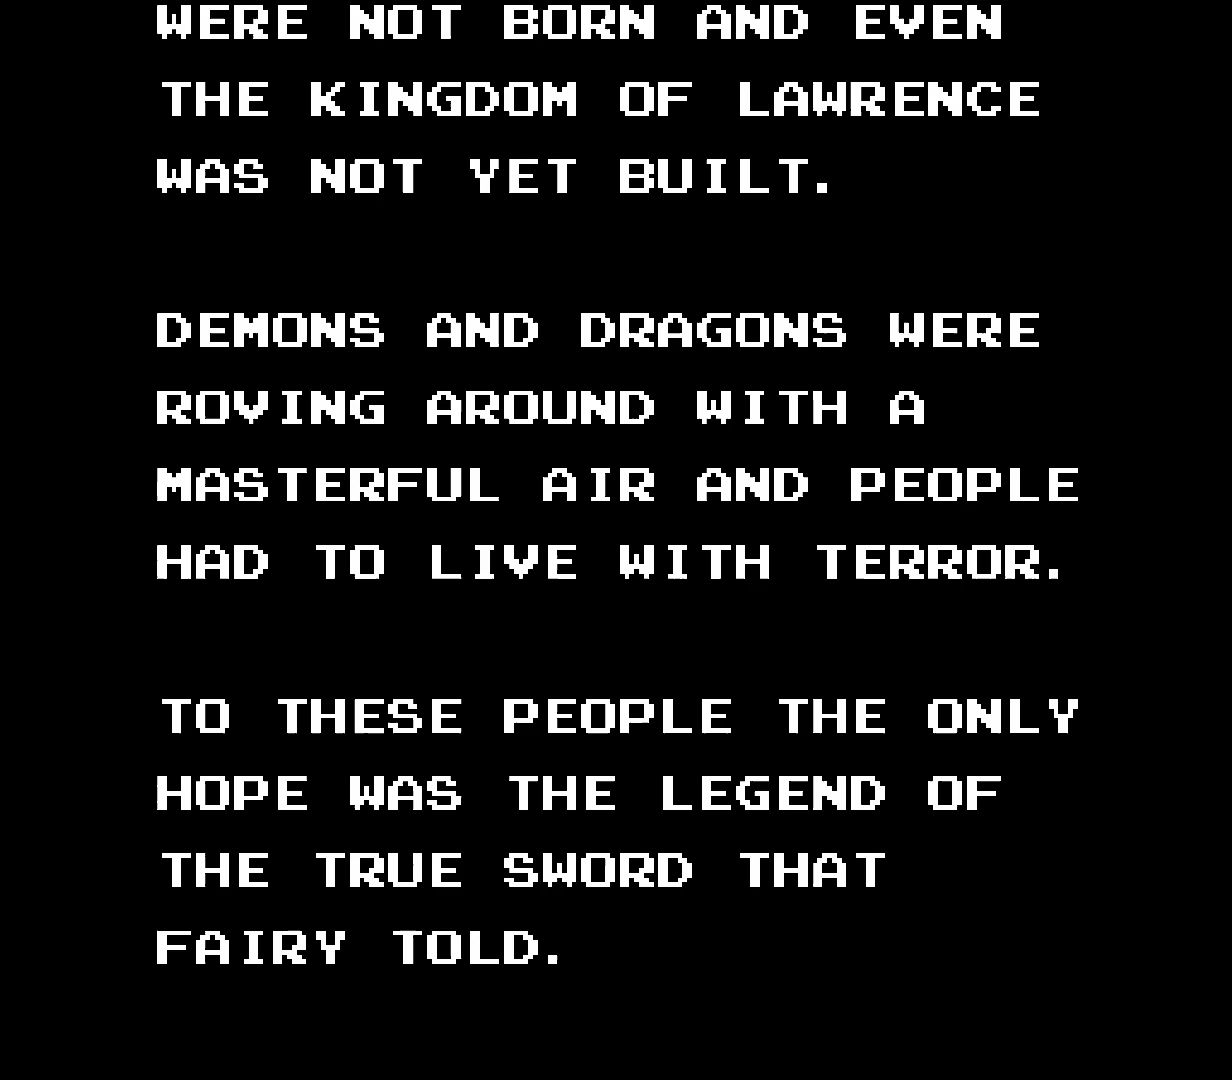 WERE NOT BORN AND EVEN
THE KINGDOM OF LAWRENCE
WAS NOT YET BUILT.
DEMONS AND DRAGONS WERE
ROVING AROUND WITH A
MASTERFUL AIR AND PEOPLE
HAD TO LIVE WITH TERROR.
TO THESE PEOPLE THE ONLY
HOPE WAS THE LEGEND OF
THE TRUE SWORD THAT
FAIRY TOLD.